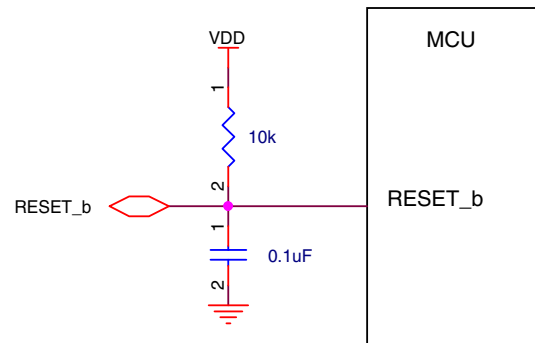 VDD
MCU
1
10k
2
RESET_b
RESET_b
1
0.1uF
2